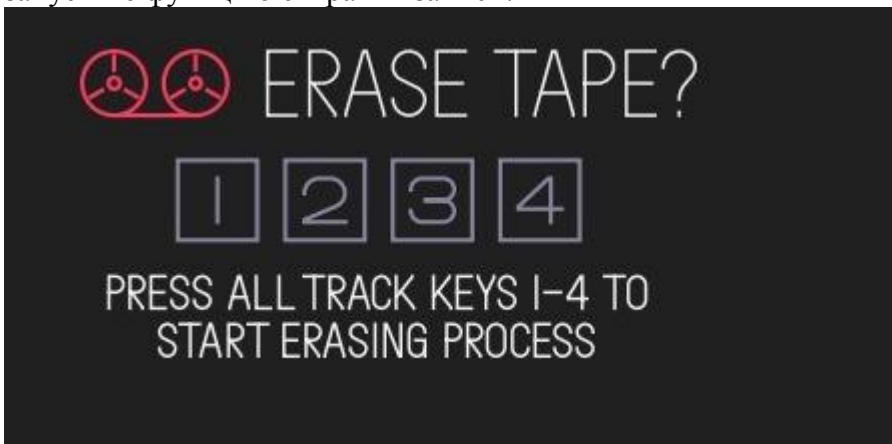 ERASE TAPE?
1 2 3 4
PRESS ALL TRACK KEYS 1-4 TO
START ERASING PROCESS